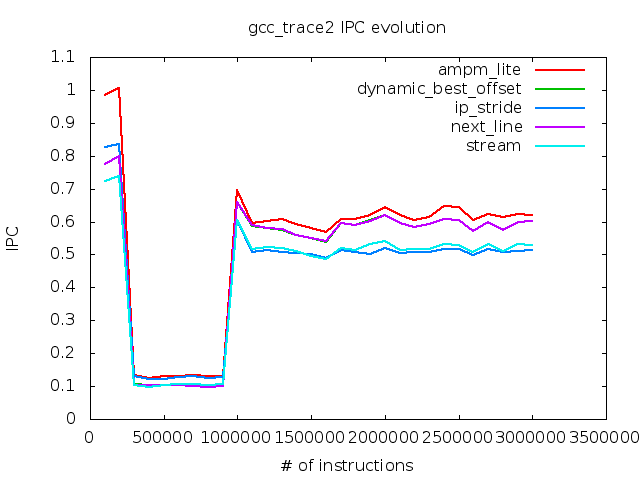 gcc_trace2 IPC evolution
1.1
1
0.9
0.8
0.7
0.6
0.5
0.4
0.3
0.2
0.1
0
IPC
ampm_lite
dynamic_best_offset
ip_stride
next_line
stream
0 500000 1000000 1500000 2000000 2500000 3000000 3500000
# of instructions